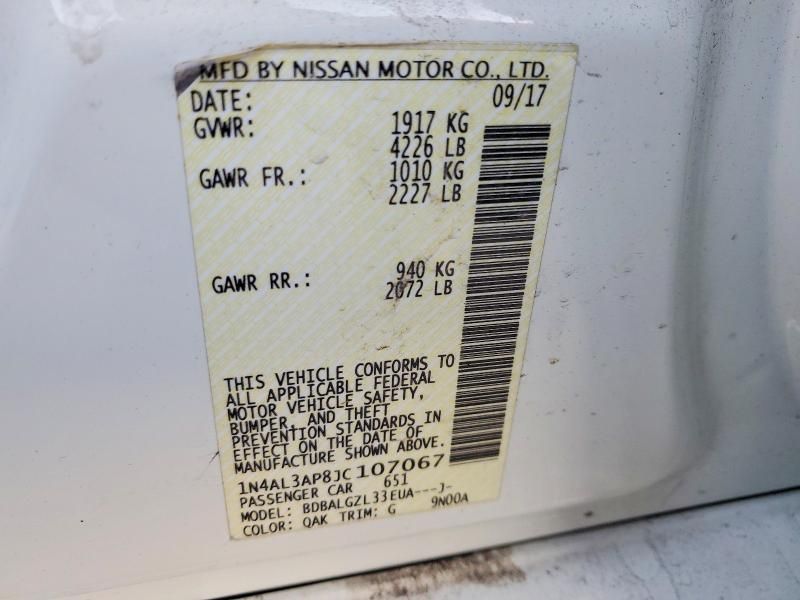 MFD BY NISSAN MOTOR CO., LTD.
DATE: 09/17
GVWR: 1917 KG
4226 LB
GAWR FR.: 1010 KG
2227 LB
GAWR RR.: 940 KG
2072 LB
THIS VEHICLE CONFORMS TO
ALL APPLICABLE FEDERAL
MOTOR VEHICLE SAFETY,
BUMPER, AND THEFT
PREVENTION STANDARDS IN
EFFECT ON THE DATE OF
MANUFACTURE SHOWN ABOVE.
1N4AL3AP8JC107067
PASSENGER CAR 651
MODEL: BDBALGZL33EUA---J-
COLOR: QAK TRIM: G 9N00A